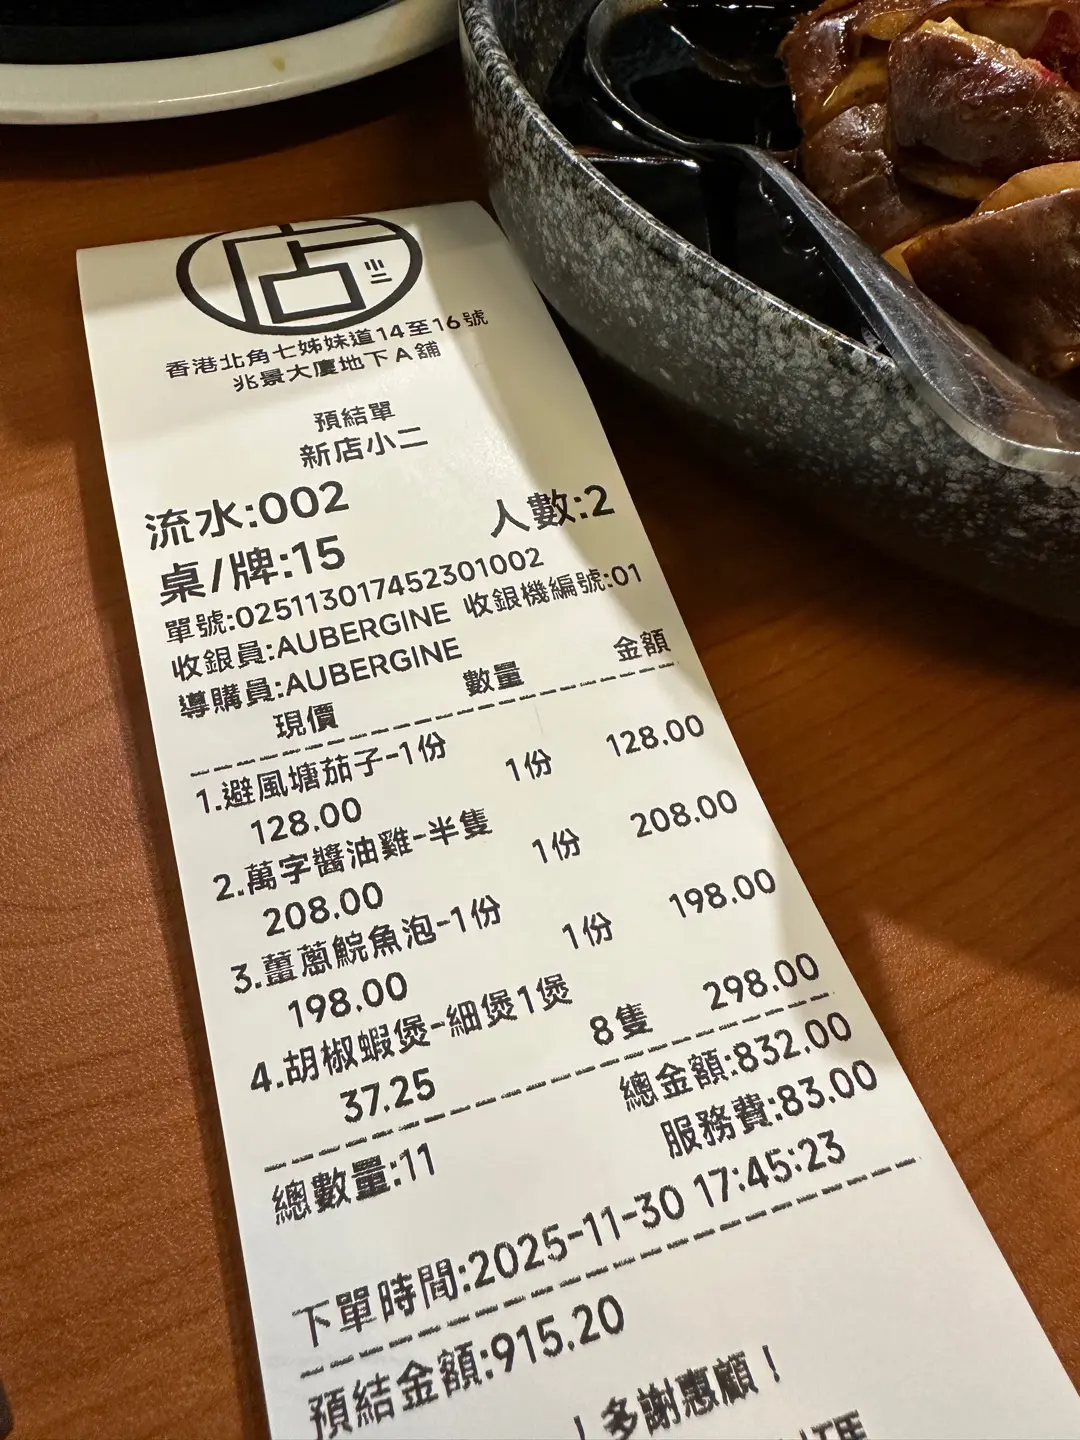 店小二
香港北角七姊妹道14至16號
兆景大廈地下A舖
預結單
新店小二
流水:002 人數:2
桌/牌:15
單號:02511301745230​1002
收銀員:AUBERGINE 收銀機編號:01
導購員:AUBERGINE
現價 數量 金額
1.避風塘茄子-1份
128.00 1份 128.00
2.萬字醬油雞-半隻
208.00 1份 208.00
3.薑蔥鯇魚泡-1份
198.00 1份 198.00
4.胡椒蝦煲-細煲1煲
37.25 8隻 298.00
總數量:11 總金額:832.00
服務費:83.00
下單時間:2025-11-30 17:45:23
預結金額:915.20
！多謝惠顧！